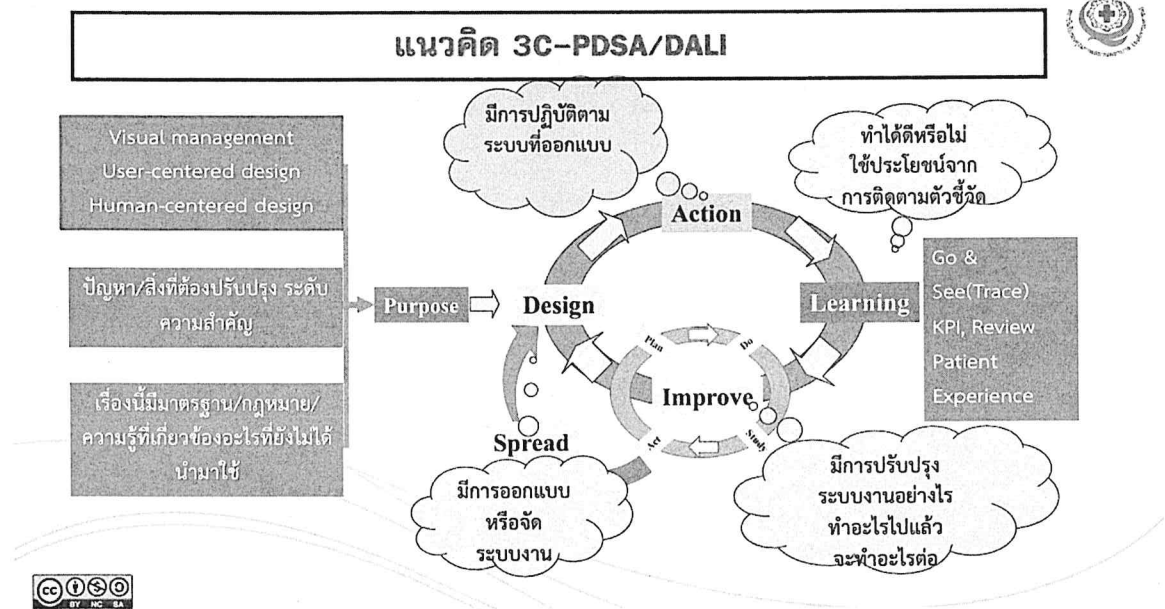 แนวคิด 3C-PDSA/DALI
Visual management
User-centered design
Human-centered design
ปัญหา/สิ่งที่ต้องปรับปรุง ระดับ
ความสำคัญ
เรื่องนี้มีมาตรฐาน/กฎหมาย/
ความรู้ที่เกี่ยวข้องอะไรที่ยังไม่ได้
นำมาใช้
Purpose
Design
มีการปฏิบัติตาม
ระบบที่ออกแบบ
Action
ทำได้ดีหรือไม่
ใช้ประโยชน์จาก
การติดตามตัวชี้วัด
Learning
Go &
See(Trace)
KPI, Review
Patient
Experience
Plan
Do
Study
Act
Improve
Spread
มีการออกแบบ
หรือจัด
ระบบงาน
มีการปรับปรุง
ระบบงานอย่างไร
ทำอะไรไปแล้ว
จะทำอะไรต่อ
cc
BY NC SA